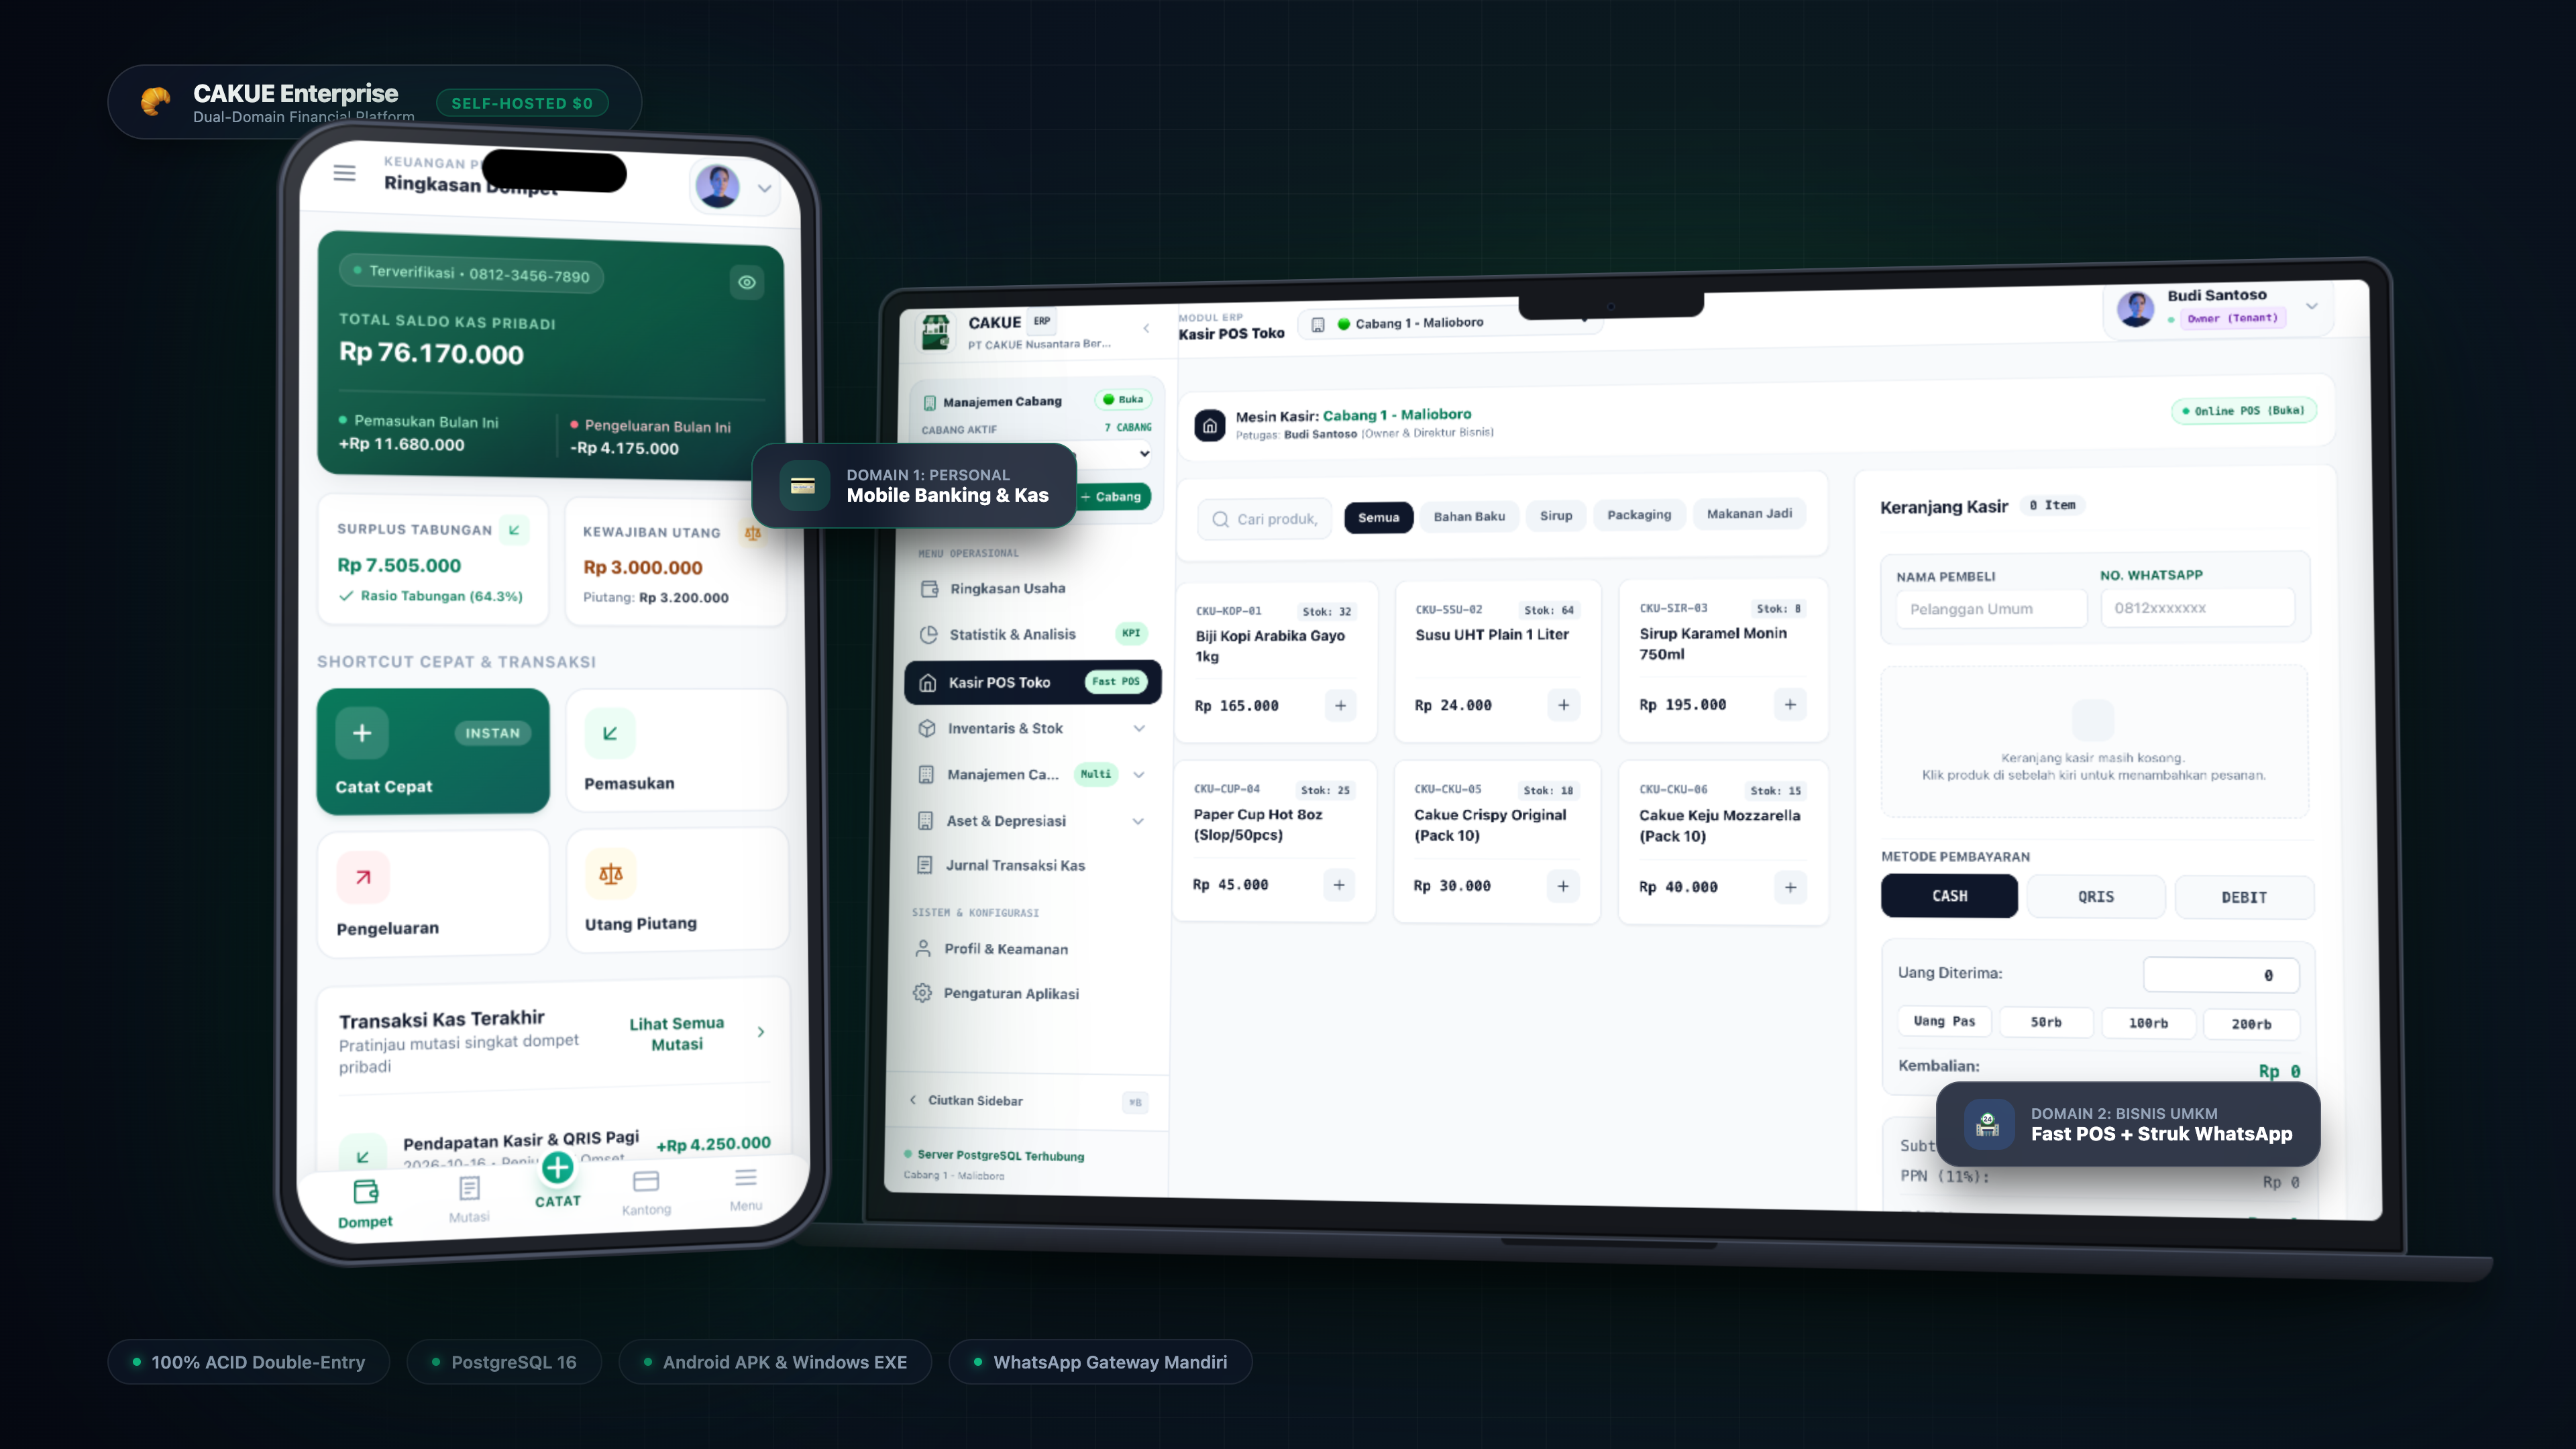 CAKUE Enterprise
Dual-Domain Financial Platform
SELF-HOSTED $0
KEUANGAN
Ringkasan Dompet
Terverifikasi • 0812-3456-7890
TOTAL SALDO KAS PRIBADI
Rp 76.170.000
Pemasukan Bulan Ini
+Rp 11.680.000
Pengeluaran Bulan Ini
-Rp 4.175.000
SURPLUS TABUNGAN
Rp 7.505.000
Rasio Tabungan (64.3%)
KEWAJIBAN UTANG
Rp 3.000.000
Piutang: Rp 3.200.000
SHORTCUT CEPAT & TRANSAKSI
INSTAN
Catat Cepat
Pemasukan
Pengeluaran
Utang Piutang
Transaksi Kas Terakhir
Pratinjau mutasi singkat dompet
pribadi
Lihat Semua
Mutasi
Pendapatan Kasir & QRIS Pagi
+Rp 4.250.000
2026-10-16 •
Dompet
Mutasi
CATAT
Kantong
Menu
DOMAIN 1: PERSONAL
Mobile Banking & Kas
CAKUE ERP
PT CAKUE Nusantara Ber...
Manajemen Cabang
Buka
CABANG AKTIF
7 CABANG
+ Cabang
MENU OPERASIONAL
Ringkasan Usaha
Statistik & Analisis KPI
Kasir POS Toko Fast POS
Inventaris & Stok
Manajemen Ca... Multi
Aset & Depresiasi
Jurnal Transaksi Kas
SISTEM & KONFIGURASI
Profil & Keamanan
Pengaturan Aplikasi
Ciutkan Sidebar ⌘B
Server PostgreSQL Terhubung
Cabang 1 - Malioboro
MODUL ERP
Kasir POS Toko
Cabang 1 - Malioboro
Budi Santoso
Owner (Tenant)
Mesin Kasir: Cabang 1 - Malioboro
Petugas: Budi Santoso (Owner & Direktur Bisnis)
Online POS (Buka)
Cari produk,
Semua
Bahan Baku
Sirup
Packaging
Makanan Jadi
CKU-KOP-01
Stok: 32
Biji Kopi Arabika Gayo
1kg
Rp 165.000
+
CKU-SSU-02
Stok: 64
Susu UHT Plain 1 Liter
Rp 24.000
+
CKU-SIR-03
Stok: 8
Sirup Karamel Monin
750ml
Rp 195.000
+
CKU-CUP-04
Stok: 25
Paper Cup Hot 8oz
(Slop/50pcs)
Rp 45.000
+
CKU-CKU-05
Stok: 18
Cakue Crispy Original
(Pack 10)
Rp 30.000
+
CKU-CKU-06
Stok: 15
Cakue Keju Mozzarella
(Pack 10)
Rp 40.000
+
Keranjang Kasir
0 Item
NAMA PEMBELI
Pelanggan Umum
NO. WHATSAPP
0812xxxxxxx
Keranjang kasir masih kosong.
Klik produk di sebelah kiri untuk menambahkan pesanan.
METODE PEMBAYARAN
CASH
QRIS
DEBIT
Uang Diterima:
0
Uang Pas
50rb
100rb
200rb
Kembalian:
Rp 0
Subt
PPN (11%):
Rp 0
DOMAIN 2: BISNIS UMKM
Fast POS + Struk WhatsApp
100% ACID Double-Entry
PostgreSQL 16
Android APK & Windows EXE
WhatsApp Gateway Mandiri